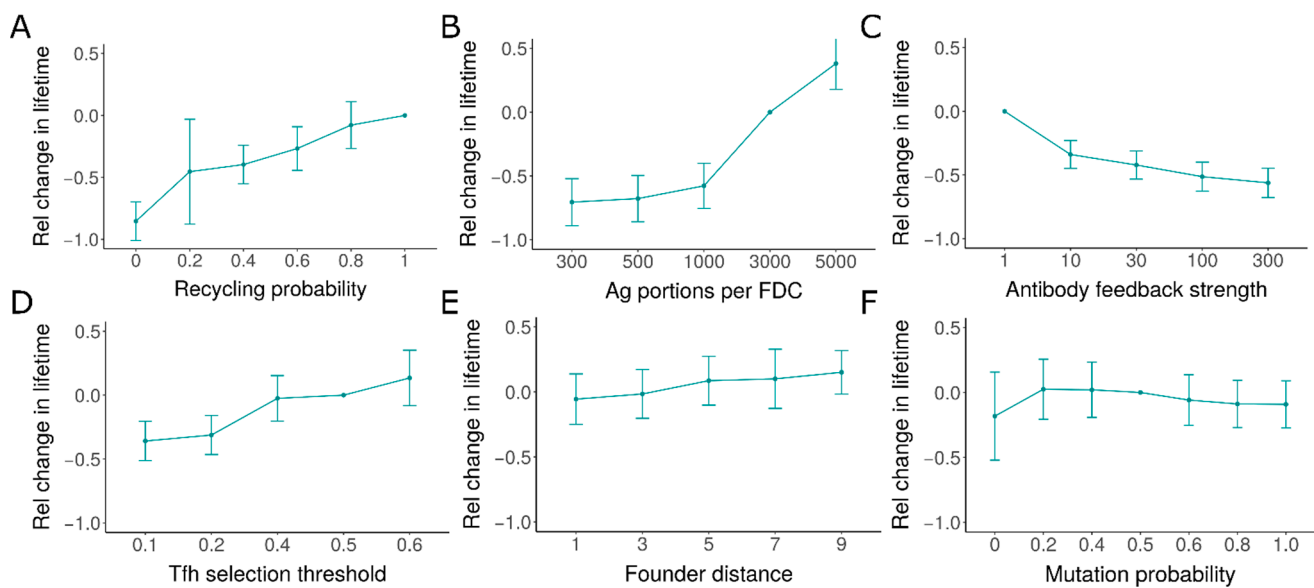 A
Rel change in lifetime
0.5
0.0
−0.5
−1.0
0 0.2 0.4 0.6 0.8 1
Recycling probability
B
Rel change in lifetime
0.5
0.0
−0.5
−1.0
300 500 1000 3000 5000
Ag portions per FDC
C
Rel change in lifetime
0.5
0.0
−0.5
−1.0
1 10 30 100 300
Antibody feedback strength
D
Rel change in lifetime
0.5
0.0
−0.5
−1.0
0.1 0.2 0.4 0.5 0.6
Tfh selection threshold
E
Rel change in lifetime
0.5
0.0
−0.5
−1.0
1 3 5 7 9
Founder distance
F
Rel change in lifetime
0.5
0.0
−0.5
−1.0
0 0.2 0.4 0.5 0.6 0.8 1.0
Mutation probability